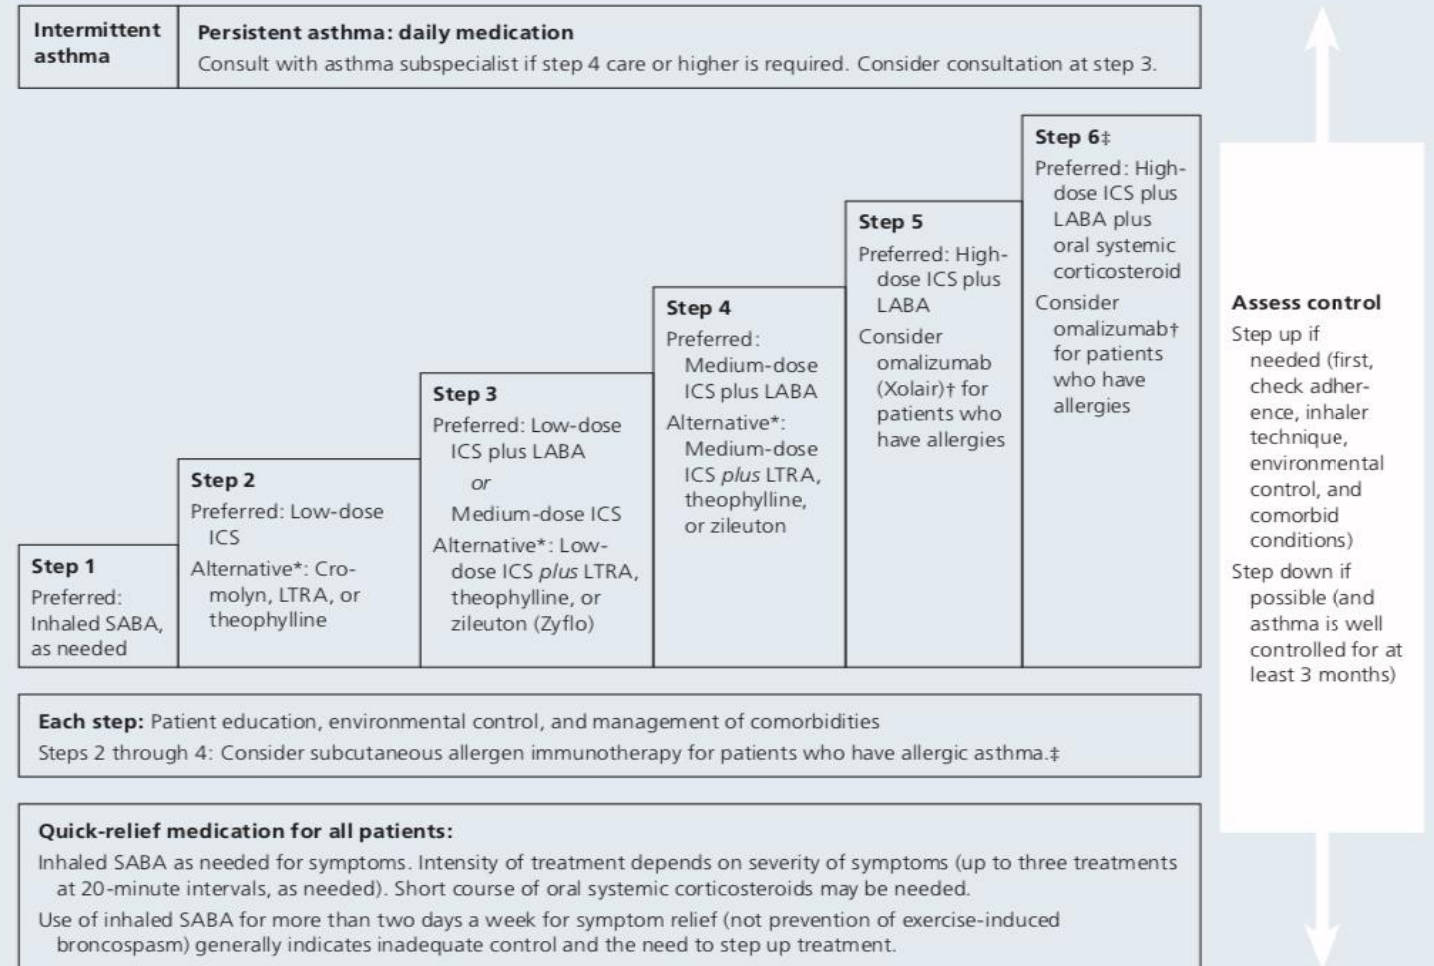 Intermittent
asthma
Persistent asthma: daily medication
Consult with asthma subspecialist if step 4 care or higher is required. Consider consultation at step 3.
Step 1
Preferred:
Inhaled SABA,
as needed
Step 2
Preferred: Low-dose
ICS
Alternative*: Cro-
molyn, LTRA, or
theophylline
Step 3
Preferred: Low-dose
ICS plus LABA
or
Medium-dose ICS
Alternative*: Low-
dose ICS plus LTRA,
theophylline, or
zileuton (Zyflo)
Step 4
Preferred:
Medium-dose
ICS plus LABA
Alternative*:
Medium-dose
ICS plus LTRA,
theophylline,
or zileuton
Step 5
Preferred: High-
dose ICS plus
LABA
Consider
omalizumab
(Xolair)† for
patients who
have allergies
Step 6‡
Preferred: High-
dose ICS plus
LABA plus
oral systemic
corticosteroid
Consider
omalizumab†
for patients
who have
allergies
Assess control
Step up if
needed (first,
check adher-
ence, inhaler
technique,
environmental
control, and
comorbid
conditions)
Step down if
possible (and
asthma is well
controlled for at
least 3 months)
Each step: Patient education, environmental control, and management of comorbidities
Steps 2 through 4: Consider subcutaneous allergen immunotherapy for patients who have allergic asthma.‡
Quick-relief medication for all patients:
Inhaled SABA as needed for symptoms. Intensity of treatment depends on severity of symptoms (up to three treatments
at 20-minute intervals, as needed). Short course of oral systemic corticosteroids may be needed.
Use of inhaled SABA for more than two days a week for symptom relief (not prevention of exercise-induced
broncospasm) generally indicates inadequate control and the need to step up treatment.